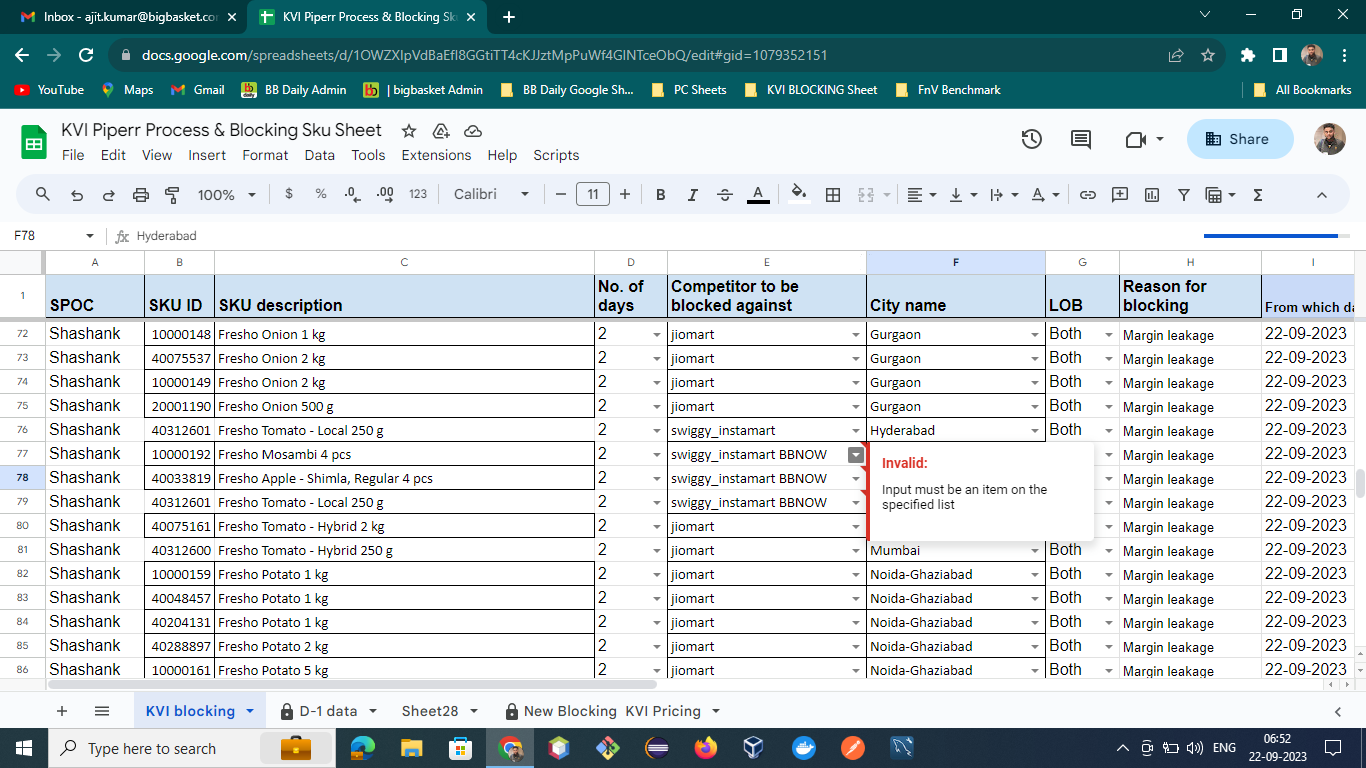 Inbox - ajit.kumar@bigbasket.cor
KVI Piperr Process & Blocking Sk
docs.google.com/spreadsheets/d/1OWZXIpVdBaEfI8GGtiTT4cKJJztMpPuWf4GINTceObQ/edit#gid=1079352151
YouTube Maps Gmail BB Daily Admin | bigbasket Admin BB Daily Google Sh... PC Sheets KVI BLOCKING Sheet FnV Benchmark All Bookmarks
KVI Piperr Process & Blocking Sku Sheet
File Edit View Insert Format Data Tools Extensions Help Scripts
Share
100% $ % .0 .00 123 Calibri 11 B I S A
F78 fx Hyderabad
A B C D E F G H I
1 SPOC SKU ID SKU description No. of days Competitor to be blocked against City name LOB Reason for blocking From which da
72 Shashank 10000148 Fresho Onion 1 kg 2 jiomart Gurgaon Both Margin leakage 22-09-2023
73 Shashank 40075537 Fresho Onion 2 kg 2 jiomart Gurgaon Both Margin leakage 22-09-2023
74 Shashank 10000149 Fresho Onion 2 kg 2 jiomart Gurgaon Both Margin leakage 22-09-2023
75 Shashank 20001190 Fresho Onion 500 g 2 jiomart Gurgaon Both Margin leakage 22-09-2023
76 Shashank 40312601 Fresho Tomato - Local 250 g 2 swiggy_instamart Hyderabad Both Margin leakage 22-09-2023
77 Shashank 10000192 Fresho Mosambi 4 pcs 2 swiggy_instamart BBNOW Margin leakage 22-09-2023
78 Shashank 40033819 Fresho Apple - Shimla, Regular 4 pcs 2 swiggy_instamart BBNOW Margin leakage 22-09-2023
79 Shashank 40312601 Fresho Tomato - Local 250 g 2 swiggy_instamart BBNOW Margin leakage 22-09-2023
80 Shashank 40075161 Fresho Tomato - Hybrid 2 kg 2 jiomart Margin leakage 22-09-2023
Invalid:
Input must be an item on the
specified list
81 Shashank 40312600 Fresho Tomato - Hybrid 250 g 2 jiomart Mumbai Both Margin leakage 22-09-2023
82 Shashank 10000159 Fresho Potato 1 kg 2 jiomart Noida-Ghaziabad Both Margin leakage 22-09-2023
83 Shashank 40048457 Fresho Potato 1 kg 2 jiomart Noida-Ghaziabad Both Margin leakage 22-09-2023
84 Shashank 40204131 Fresho Potato 1 kg 2 jiomart Noida-Ghaziabad Both Margin leakage 22-09-2023
85 Shashank 40288897 Fresho Potato 2 kg 2 jiomart Noida-Ghaziabad Both Margin leakage 22-09-2023
86 Shashank 10000161 Fresho Potato 5 kg 2 jiomart Noida-Ghaziabad Both Margin leakage 22-09-2023
KVI blocking D-1 data Sheet28 New Blocking KVI Pricing
Type here to search
ENG
06:52
22-09-2023